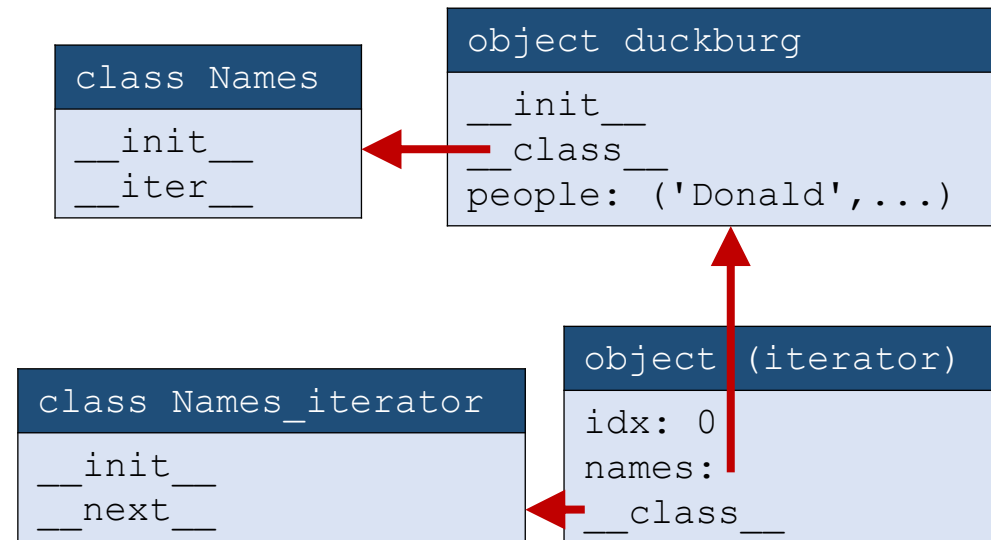 class Names
__init__
__iter__
object duckburg
__init__
__class__
people: ('Donald',...)
class Names_iterator
__init__
__next__
object (iterator)
idx: 0
names:
__class__